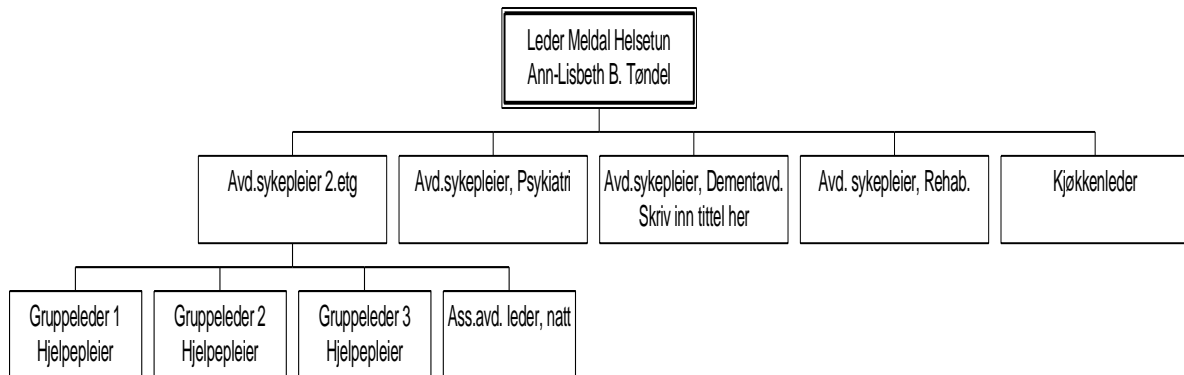 Leder Meldal Helsetun
Ann-Lisbeth B. Tøndel
Avd.sykepleier 2.etg
Avd.sykepleier, Psykiatri
Avd.sykepleier, Dementavd.
Skriv inn tittel her
Avd. sykepleier, Rehab.
Kjøkkenleder
Gruppeleder 1
Hjelpepleier
Gruppeleder 2
Hjelpepleier
Gruppeleder 3
Hjelpepleier
Ass.avd. leder, natt